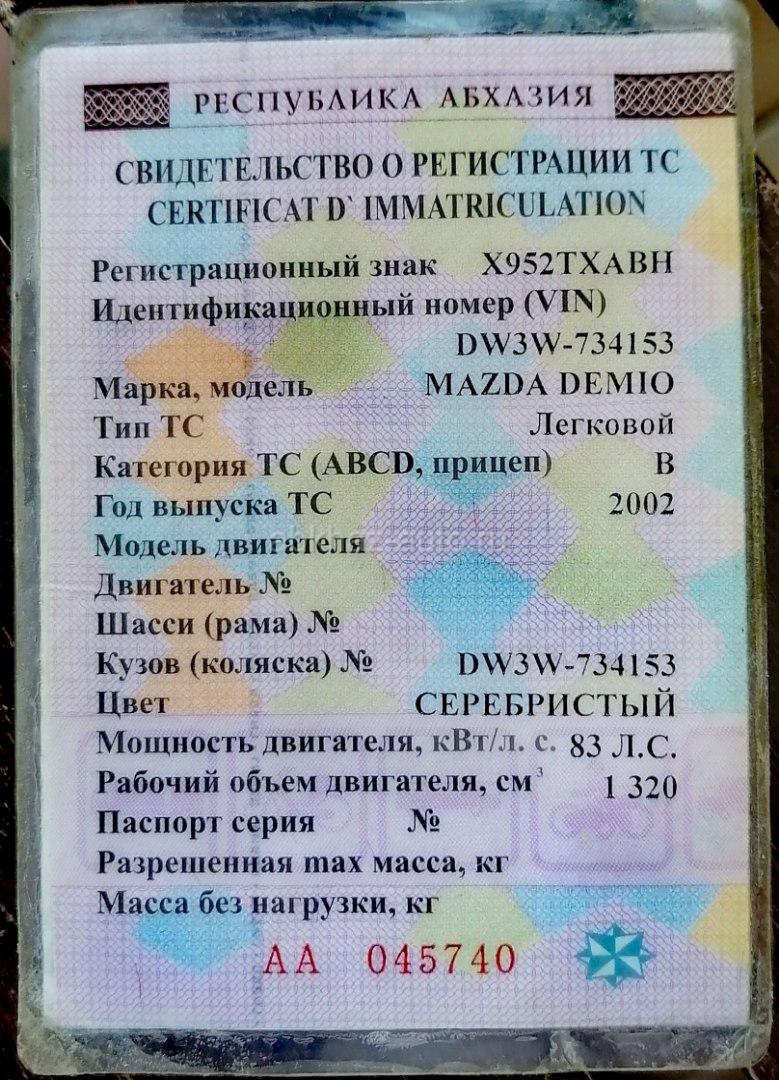 РЕСПУБЛИКА АБХАЗИЯ
СВИДЕТЕЛЬСТВО О РЕГИСТРАЦИИ ТС
CERTIFICAT D` IMMATRICULATION
Регистрационный знак Х952ТХАВН
Идентификационный номер (VIN)
DW3W-734153
Марка, модель MAZDA DEMIO
Тип ТС Легковой
Категория ТС (ABCD, прицеп) В
Год выпуска ТС 2002
Модель двигателя
Двигатель №
Шасси (рама) №
Кузов (коляска) № DW3W-734153
Цвет СЕРЕБРИСТЫЙ
Мощность двигателя, кВт/л. с. 83 Л.С.
Рабочий объем двигателя, см³ 1 320
Паспорт серия №
Разрешенная max масса, кг
Масса без нагрузки, кг
АА 045740